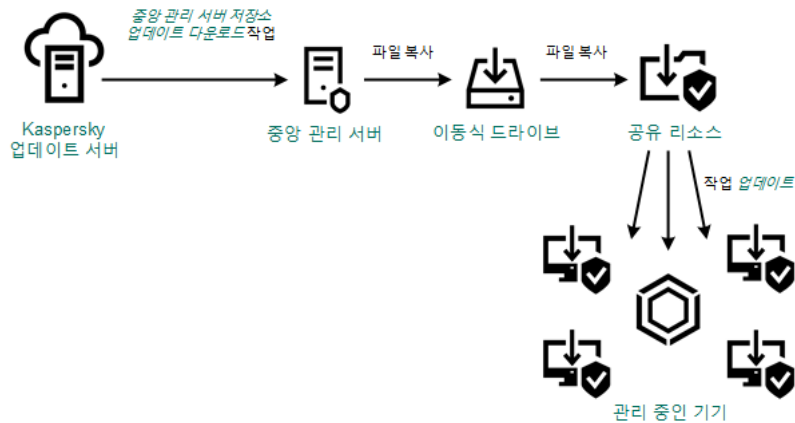 중앙 관리 서버 저장소
업데이트 다운로드작업
파일 복사
파일 복사
Kaspersky
업데이트 서버
중앙 관리 서버
이동식 드라이브
공유 리소스
작업 업데이트
관리 중인 기기